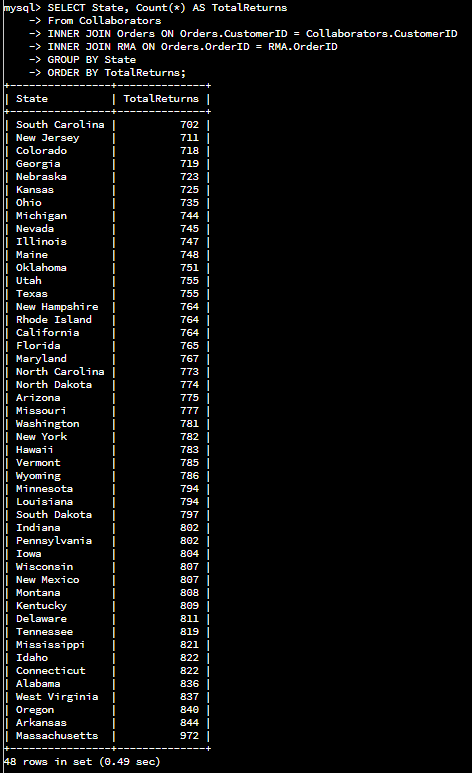 mysql> SELECT State, Count(*) AS TotalReturns
    -> From Collaborators
    -> INNER JOIN Orders ON Orders.CustomerID = Collaborators.CustomerID
    -> INNER JOIN RMA ON Orders.OrderID = RMA.OrderID
    -> GROUP BY State
    -> ORDER BY TotalReturns;
+----------------+--------------+
| State          | TotalReturns |
+----------------+--------------+
| South Carolina |          702 |
| New Jersey     |          711 |
| Colorado       |          718 |
| Georgia        |          719 |
| Nebraska       |          723 |
| Kansas         |          725 |
| Ohio           |          735 |
| Michigan       |          744 |
| Nevada         |          745 |
| Illinois       |          747 |
| Maine          |          748 |
| Oklahoma       |          751 |
| Utah           |          755 |
| Texas          |          755 |
| New Hampshire  |          764 |
| Rhode Island   |          764 |
| California     |          764 |
| Florida        |          765 |
| Maryland       |          767 |
| North Carolina |          773 |
| North Dakota   |          774 |
| Arizona        |          775 |
| Missouri       |          777 |
| Washington     |          781 |
| New York       |          782 |
| Hawaii         |          783 |
| Vermont        |          785 |
| Wyoming        |          786 |
| Minnesota      |          794 |
| Louisiana      |          794 |
| South Dakota   |          797 |
| Indiana        |          802 |
| Pennsylvania   |          802 |
| Iowa           |          804 |
| Wisconsin      |          807 |
| New Mexico     |          807 |
| Montana        |          808 |
| Kentucky       |          809 |
| Delaware       |          811 |
| Tennessee      |          819 |
| Mississippi    |          821 |
| Idaho          |          822 |
| Connecticut    |          822 |
| Alabama        |          836 |
| West Virginia  |          837 |
| Oregon         |          840 |
| Arkansas       |          844 |
| Massachusetts  |          972 |
+----------------+--------------+
48 rows in set (0.49 sec)